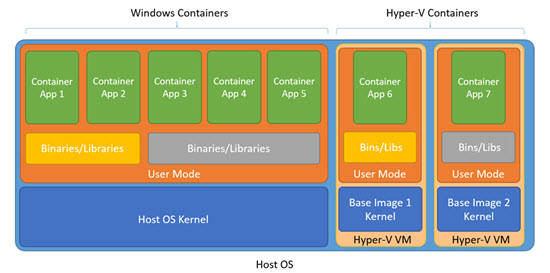 Windows Containers
Hyper-V Containers
Container
App 1
Container
App 2
Container
App 3
Container
App 4
Container
App 5
Container
App 6
Container
App 7
Binaries/Libraries
Binaries/Libraries
Bins/Libs
Bins/Libs
User Mode
User Mode
User Mode
Host OS Kernel
Base Image 1
Kernel
Base Image 2
Kernel
Hyper-V VM
Hyper-V VM
Host OS